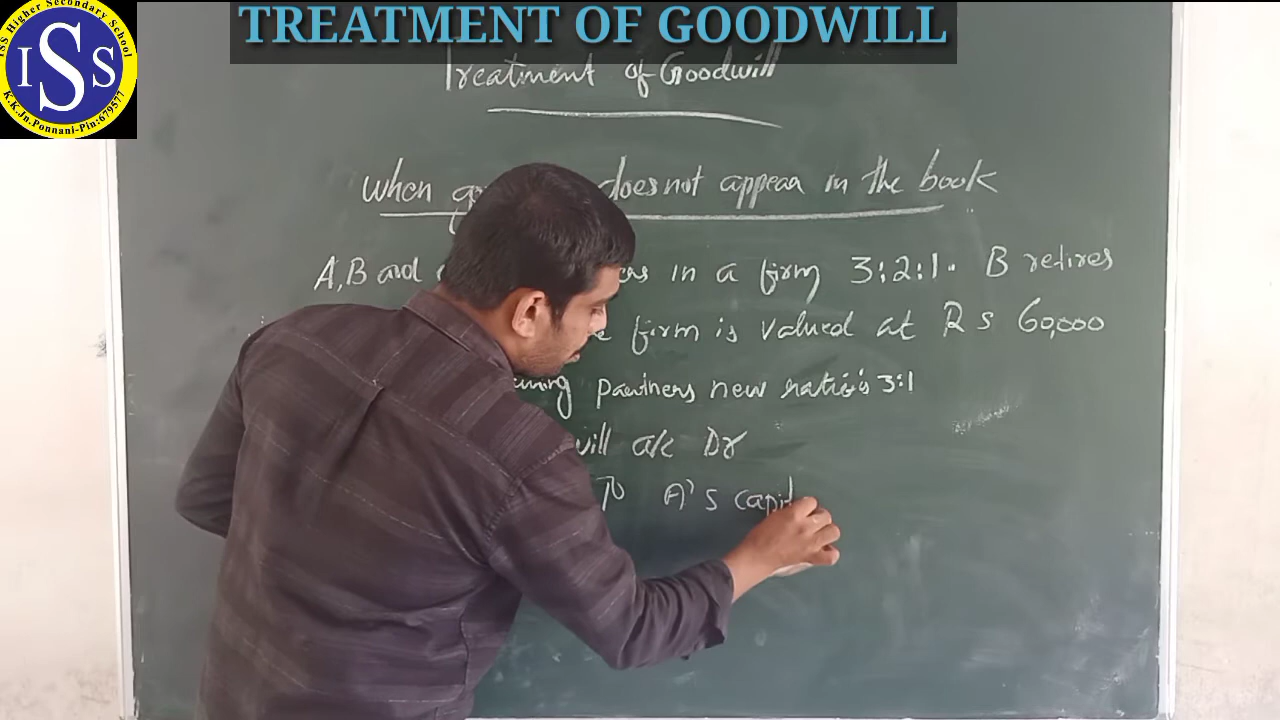 TREATMENT OF GOODWILL
ISS Higher Secondary School
ISS
K.K.Jn.Ponnani-Pin:679577
Treatment of Goodwill
When does not appear in the book
A,B and in a firm 3:2:1. B retires
firm is valued at Rs 60,000
partners new ratio is 3:1
a/c Dr
To A's capit